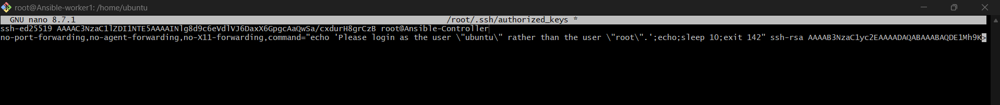 root@Ansible-worker1: /home/ubuntu
GNU nano 8.7.1 /root/.ssh/authorized_keys *
ssh-ed25519 AAAAC3NzaC1lZDI1NTE5AAAAINlg8d9c6eVdlVJ6DaxX6GpgcAaQwSa/cxdurH8grCzB root@Ansible-Controller
no-port-forwarding,no-agent-forwarding,no-X11-forwarding,command="echo 'Please login as the user \"ubuntu\" rather than the user \"root\".';echo;sleep 10;exit 142" ssh-rsa AAAAB3NzaC1yc2EAAAADAQABAAABAQDE1Mh9K>